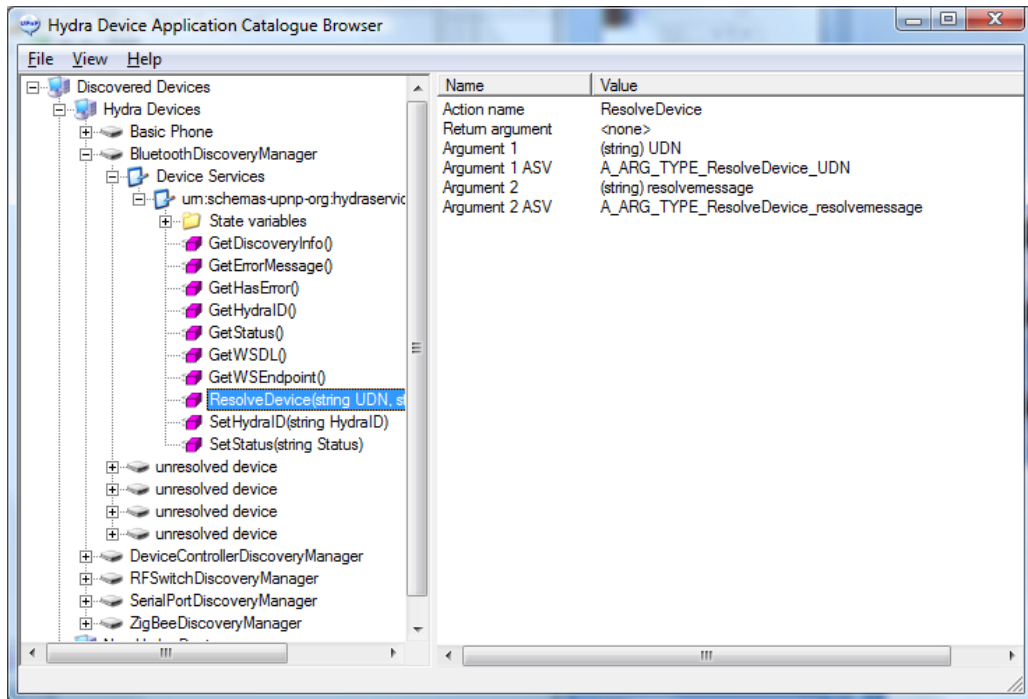 Hydra Device Application Catalogue Browser
File View Help
Discovered Devices
Hydra Devices
Basic Phone
BluetoothDiscoveryManager
Device Services
urn:schemas-upnp-org:hydraservic
State variables
GetDiscoveryInfo()
GetErrorMessage()
GetHasError()
GetHydraID()
GetStatus()
GetWSDL()
GetWSEndpoint()
ResolveDevice(string UDN, st
SetHydraID(string HydraID)
SetStatus(string Status)
unresolved device
unresolved device
unresolved device
unresolved device
DeviceControllerDiscoveryManager
RFSwitchDiscoveryManager
SerialPortDiscoveryManager
ZigBeeDiscoveryManager
Name Value
Action name ResolveDevice
Return argument <none>
Argument 1 (string) UDN
Argument 1 ASV A_ARG_TYPE_ResolveDevice_UDN
Argument 2 (string) resolvemessage
Argument 2 ASV A_ARG_TYPE_ResolveDevice_resolvemessage